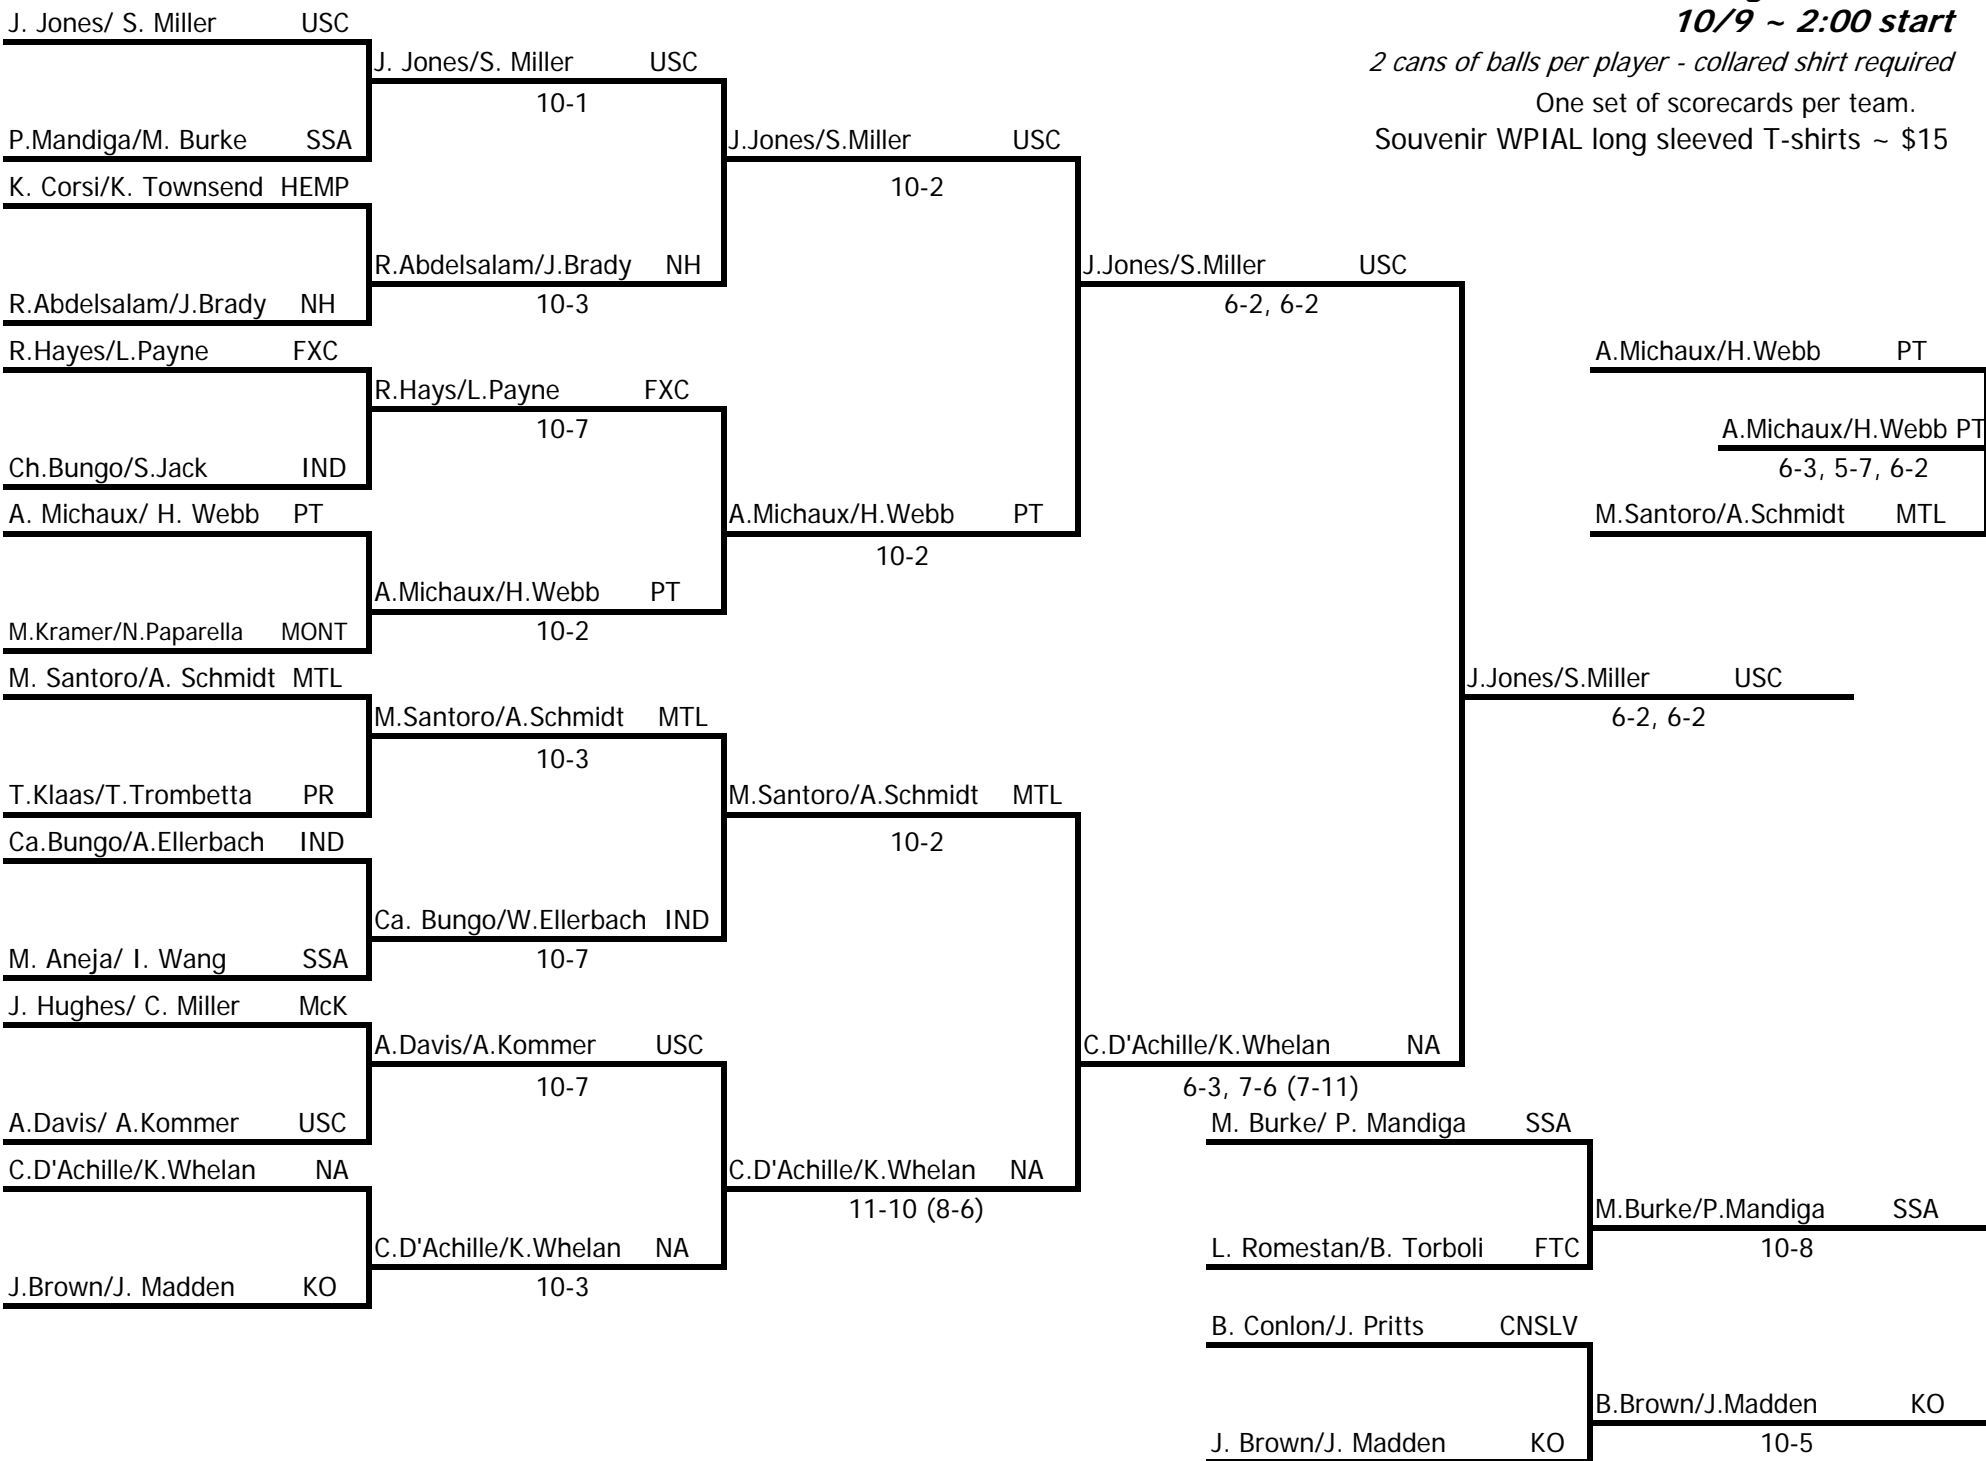 10/9 ~ 2:00 start
2 cans of balls per player - collared shirt required
One set of scorecards per team.
Souvenir WPIAL long sleeved T-shirts ~ $15
J. Jones/ S. Miller USC
P.Mandiga/M. Burke SSA
K. Corsi/K. Townsend HEMP
R.Abdelsalam/J.Brady NH
R.Hayes/L.Payne FXC
Ch.Bungo/S.Jack IND
A. Michaux/ H. Webb PT
M.Kramer/N.Paparella MONT
M. Santoro/A. Schmidt MTL
T.Klaas/T.Trombetta PR
Ca.Bungo/A.Ellerbach IND
M. Aneja/ I. Wang SSA
J. Hughes/ C. Miller McK
A.Davis/ A.Kommer USC
C.D'Achille/K.Whelan NA
J.Brown/J. Madden KO
J. Jones/S. Miller USC
10-1
R.Abdelsalam/J.Brady NH
10-3
R.Hays/L.Payne FXC
10-7
A.Michaux/H.Webb PT
10-2
M.Santoro/A.Schmidt MTL
10-3
Ca. Bungo/W.Ellerbach IND
10-7
A.Davis/A.Kommer USC
10-7
C.D'Achille/K.Whelan NA
10-3
J.Jones/S.Miller USC
10-2
A.Michaux/H.Webb PT
10-2
M.Santoro/A.Schmidt MTL
10-2
C.D'Achille/K.Whelan NA
11-10 (8-6)
J.Jones/S.Miller USC
6-2, 6-2
C.D'Achille/K.Whelan NA
6-3, 7-6 (7-11)
J.Jones/S.Miller USC
6-2, 6-2
A.Michaux/H.Webb PT
A.Michaux/H.Webb PT
6-3, 5-7, 6-2
M.Santoro/A.Schmidt MTL
M. Burke/ P. Mandiga SSA
L. Romestan/B. Torboli FTC
M.Burke/P.Mandiga SSA
10-8
B. Conlon/J. Pritts CNSLV
J. Brown/J. Madden KO
B.Brown/J.Madden KO
10-5